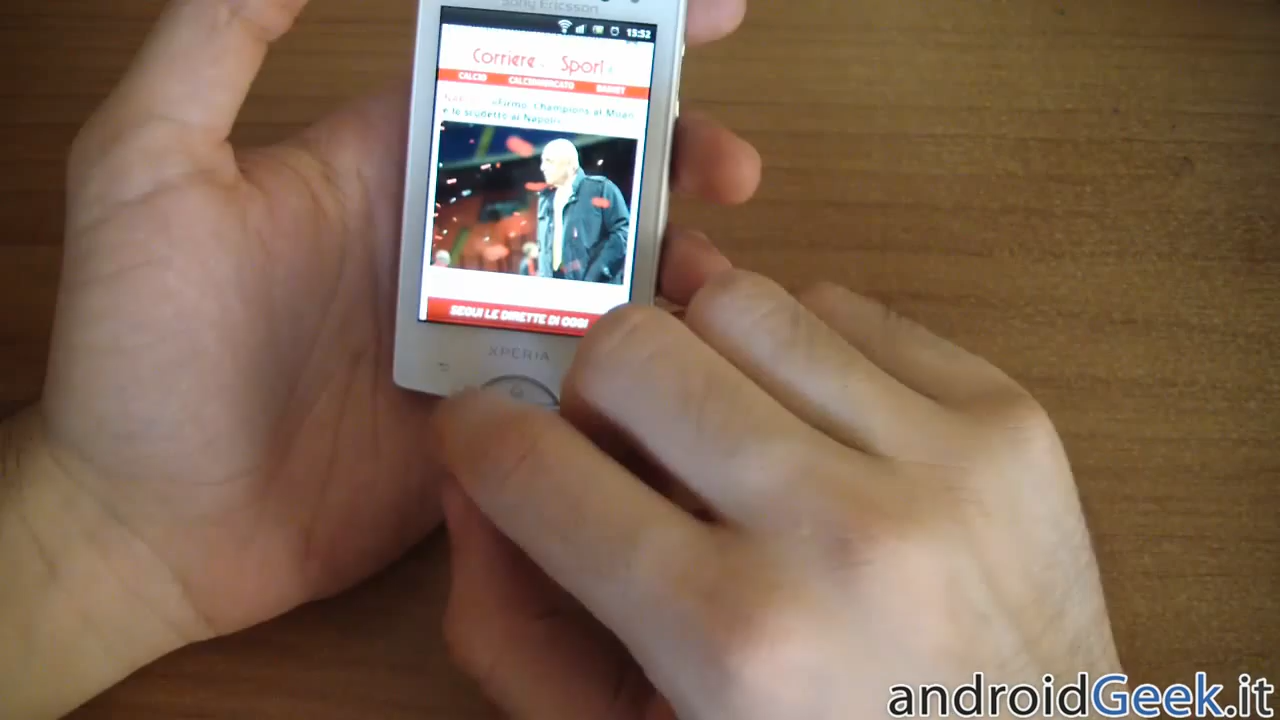 Sony Ericsson
15:52
Corriere Sport
CALCIO CALCIOMERCATO BASKET
«Firmo: Champions al Milan
e lo scudetto al Napoli»
SEGUI LE DIRETTE DI OGGI
XPERIA
androidGeek.it